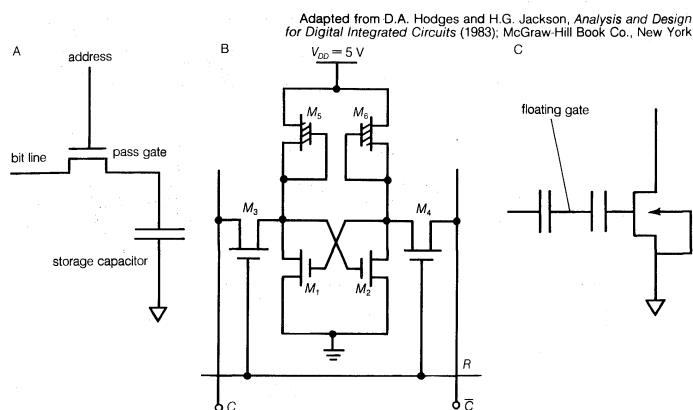 Adapted from D.A. Hodges and H.G. Jackson, Analysis and Design
for Digital Integrated Circuits (1983); McGraw-Hill Book Co., New York
A
address
bit line
pass gate
storage capacitor
B
V_DD = 5 V
M5
M6
M3
M4
M1
M2
R
C
C̅
C
floating gate